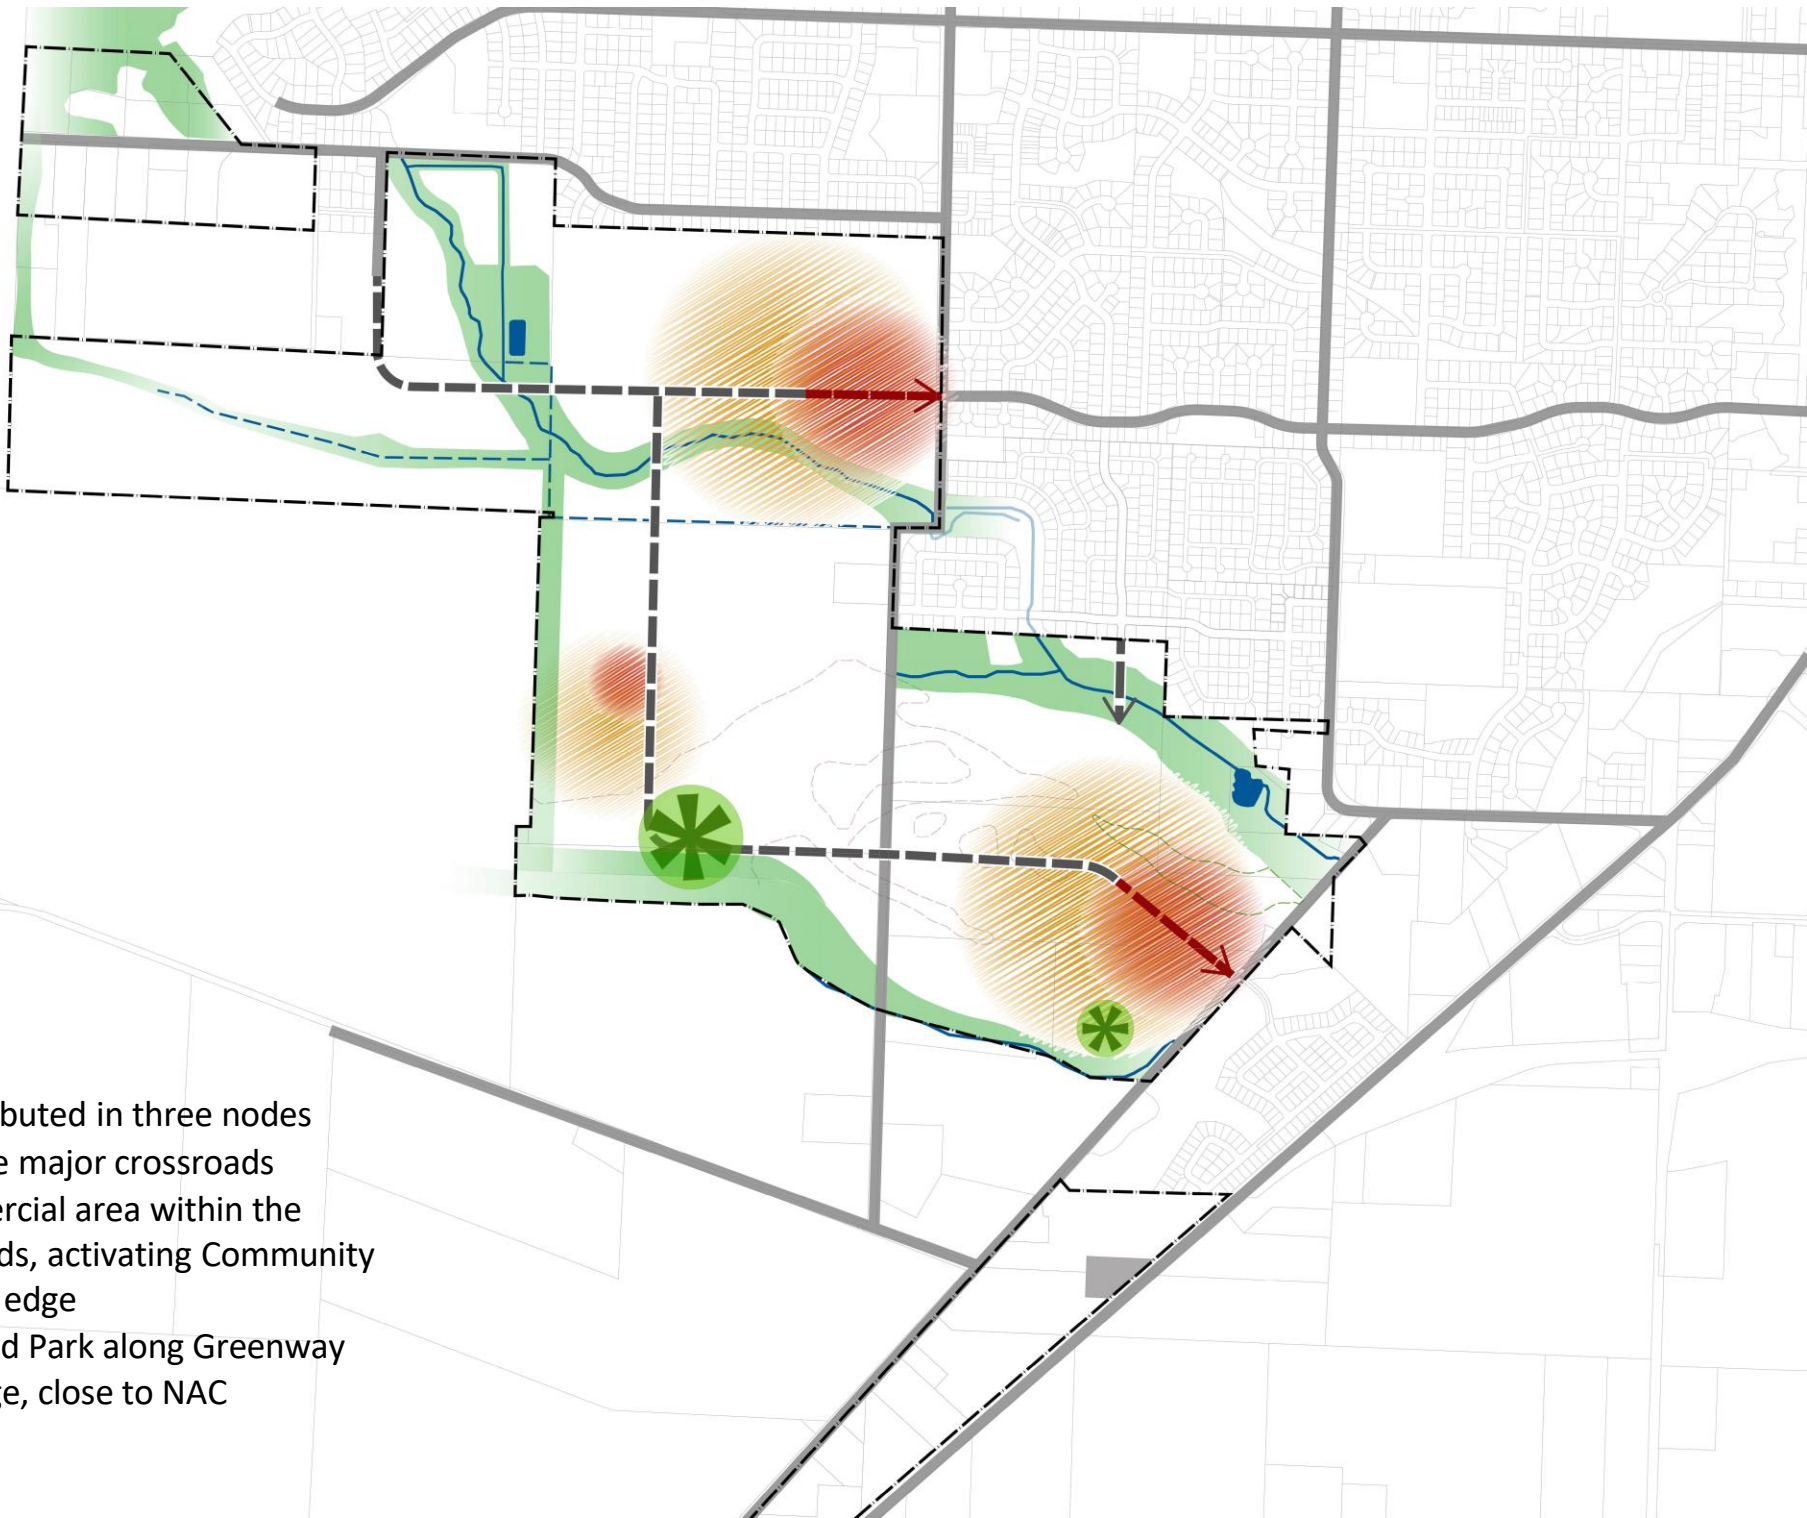 buted in three nodes
e major crossroads
ercial area within the
ds, activating Community
edge
d Park along Greenway
ge, close to NAC